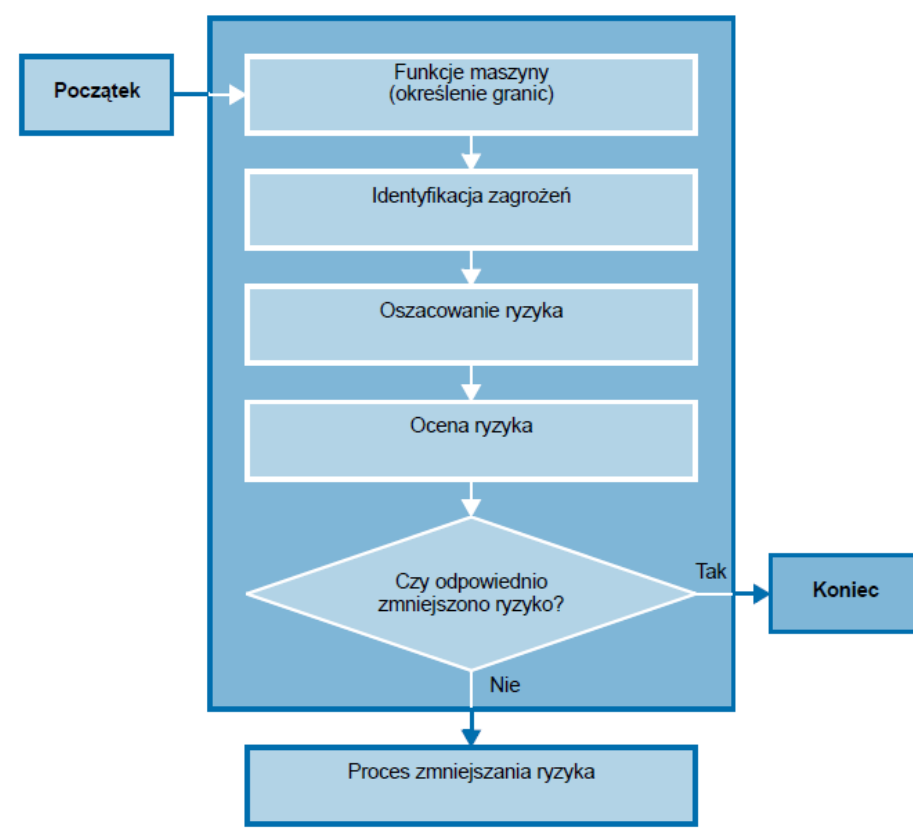 Początek
Funkcje maszyny
(określenie granic)
Identyfikacja zagrożeń
Oszacowanie ryzyka
Ocena ryzyka
Czy odpowiednio
zmniejszono ryzyko?
Tak
Koniec
Nie
Proces zmniejszania ryzyka